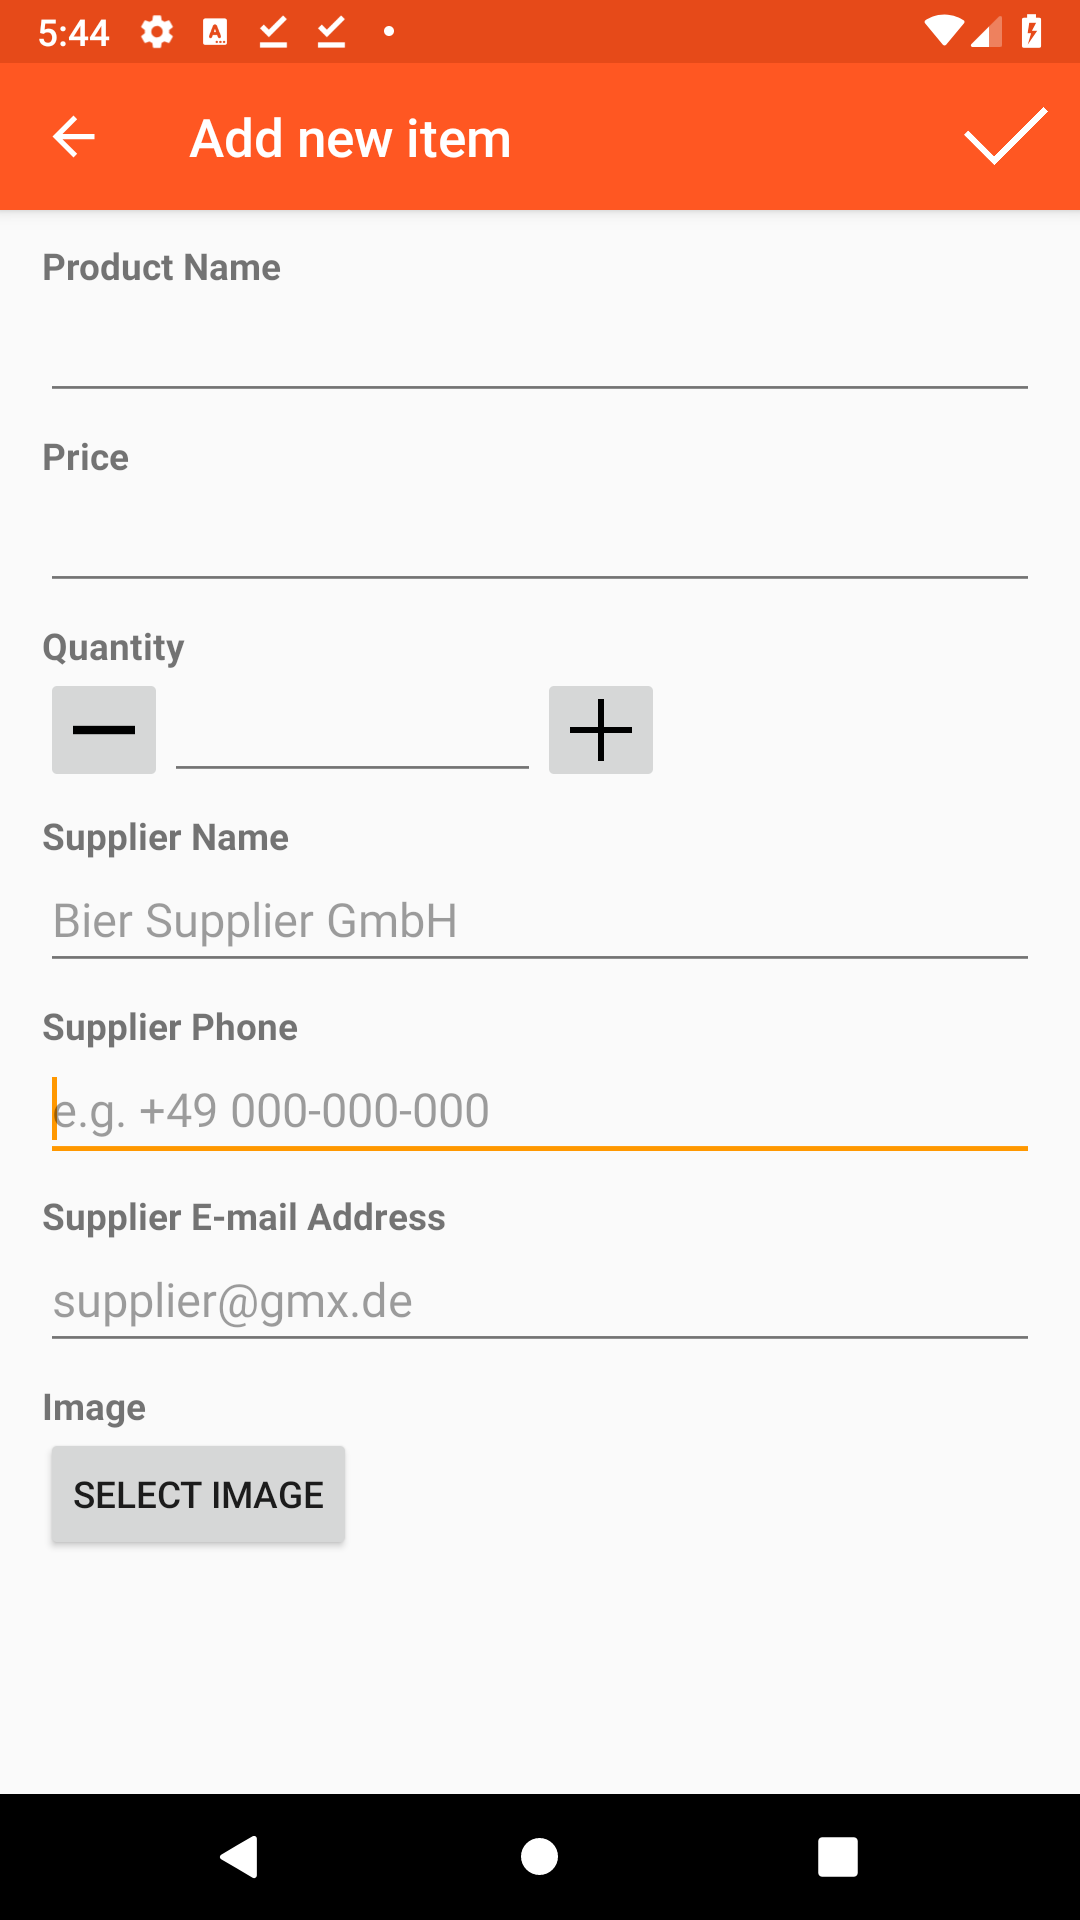 5:44
Add new item
Product Name
Price
Quantity
Supplier Name
Bier Supplier GmbH
Supplier Phone
e.g. +49 000-000-000
Supplier E-mail Address
supplier@gmx.de
Image
SELECT IMAGE